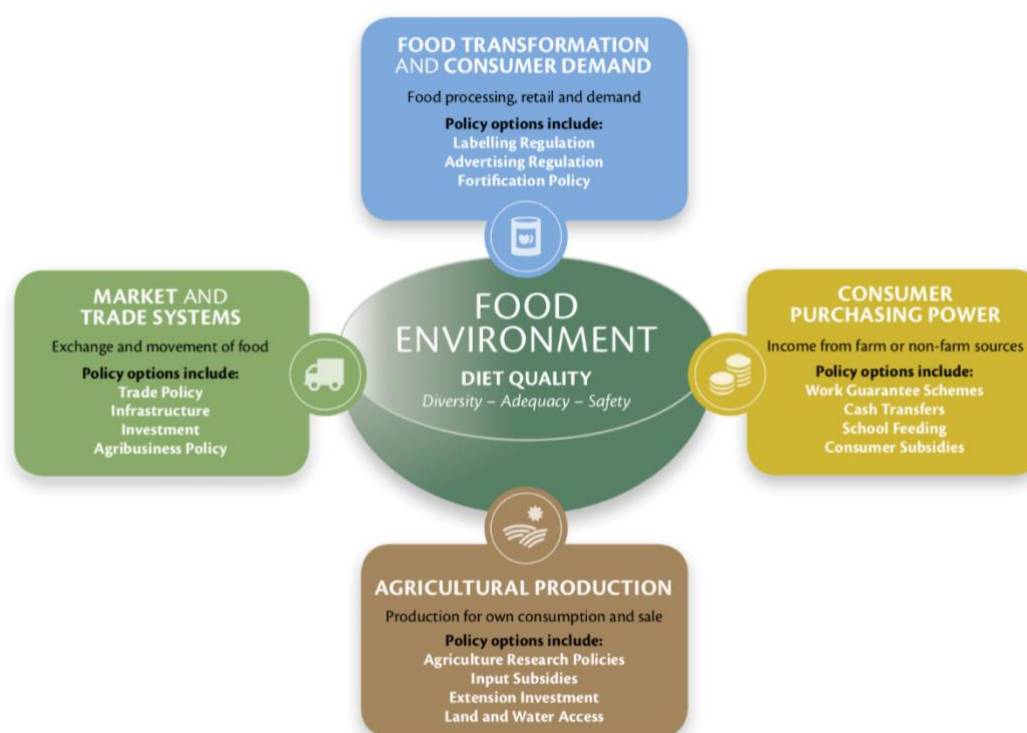 FOOD TRANSFORMATION
AND CONSUMER DEMAND
Food processing, retail and demand
Policy options include:
Labelling Regulation
Advertising Regulation
Fortification Policy
MARKET AND
TRADE SYSTEMS
Exchange and movement of food
Policy options include:
Trade Policy
Infrastructure
Investment
Agribusiness Policy
FOOD
ENVIRONMENT
DIET QUALITY
Diversity – Adequacy – Safety
CONSUMER
PURCHASING POWER
Income from farm or non-farm sources
Policy options include:
Work Guarantee Schemes
Cash Transfers
School Feeding
Consumer Subsidies
AGRICULTURAL PRODUCTION
Production for own consumption and sale
Policy options include:
Agriculture Research Policies
Input Subsidies
Extension Investment
Land and Water Access